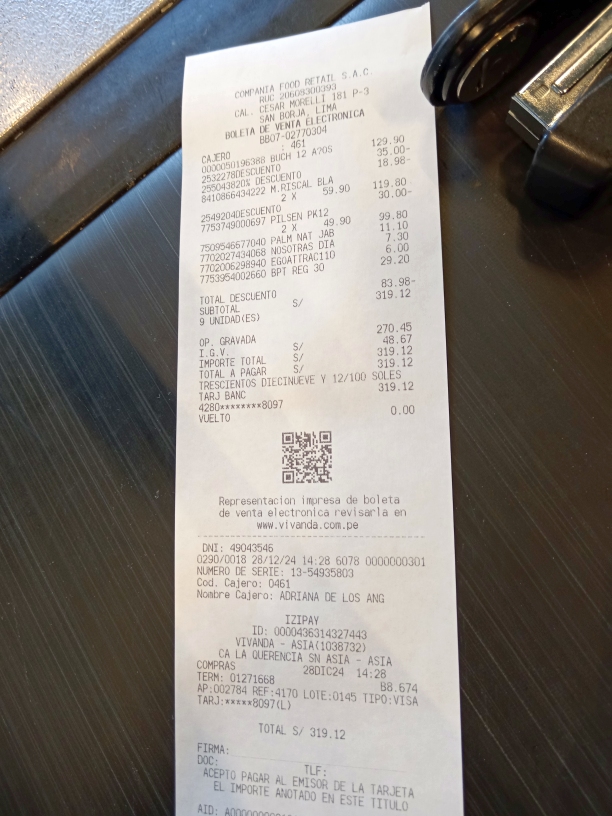 COMPANIA FOOD RETAIL S.A.C.
RUC 20608300393
CAL. CESAR MORELLI 181 P-3
SAN BORJA, LIMA
BOLETA DE VENTA ELECTRONICA
BB07-02770304
CAJERO : 461
0000050196388 BUCH 12 A?OS 129.90
2532278DESCUENTO 35.00-
255043820% DESCUENTO 18.98-
8410866434222 M.RISCAL BLA
2 X 59.90 119.80
2549204DESCUENTO 30.00-
7753749000697 PILSEN PK12
2 X 49.90 99.80
7509546677040 PALM NAT JAB 11.10
7702027434068 NOSOTRAS DIA 7.30
7702006298940 EGOATTRAC110 6.00
7753954002660 BPT REG 30 29.20
TOTAL DESCUENTO 83.98-
SUBTOTAL S/ 319.12
9 UNIDAD(ES)
OP. GRAVADA 270.45
I.G.V. S/ 48.67
IMPORTE TOTAL S/ 319.12
TOTAL A PAGAR S/ 319.12
TRESCIENTOS DIECINUEVE Y 12/100 SOLES
TARJ BANC 319.12
4280********8097
VUELTO 0.00
Representacion impresa de boleta
de venta electronica revisarla en
www.vivanda.com.pe
DNI: 49043546
0290/0018 28/12/24 14:28 6078 0000000301
NUMERO DE SERIE: 13-54935803
Cod. Cajero: 0461
Nombre Cajero: ADRIANA DE LOS ANG
IZIPAY
ID: 0000436314327443
VIVANDA - ASIA(1038732)
CA LA QUERENCIA SN ASIA - ASIA
COMPRAS 28DIC24 14:28
TERM: 01271668 B8.674
AP:002784 REF:4170 LOTE:0145 TIPO:VISA
TARJ:*****8097(L)
TOTAL S/ 319.12
FIRMA:
DOC: TLF:
ACEPTO PAGAR AL EMISOR DE LA TARJETA
EL IMPORTE ANOTADO EN ESTE TITULO
AID: